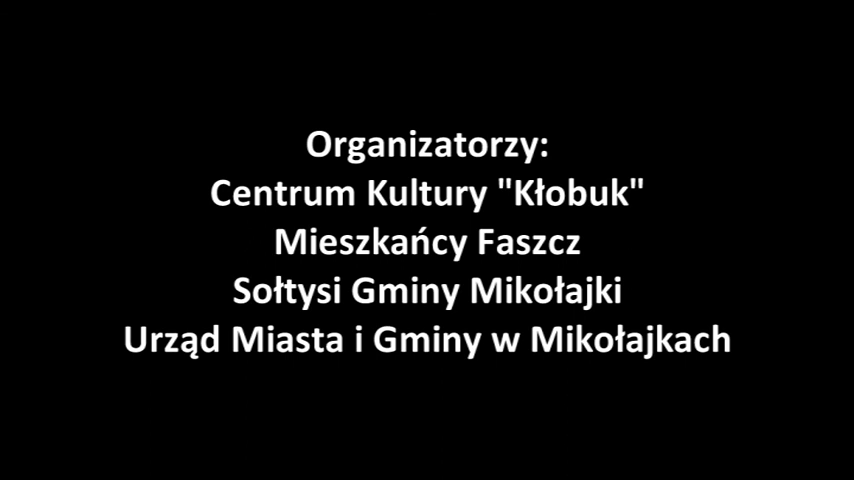 Organizatorzy:
Centrum Kultury "Kłobuk"
Mieszkańcy Faszcz
Sołtysi Gminy Mikołajki
Urząd Miasta i Gminy w Mikołajkach